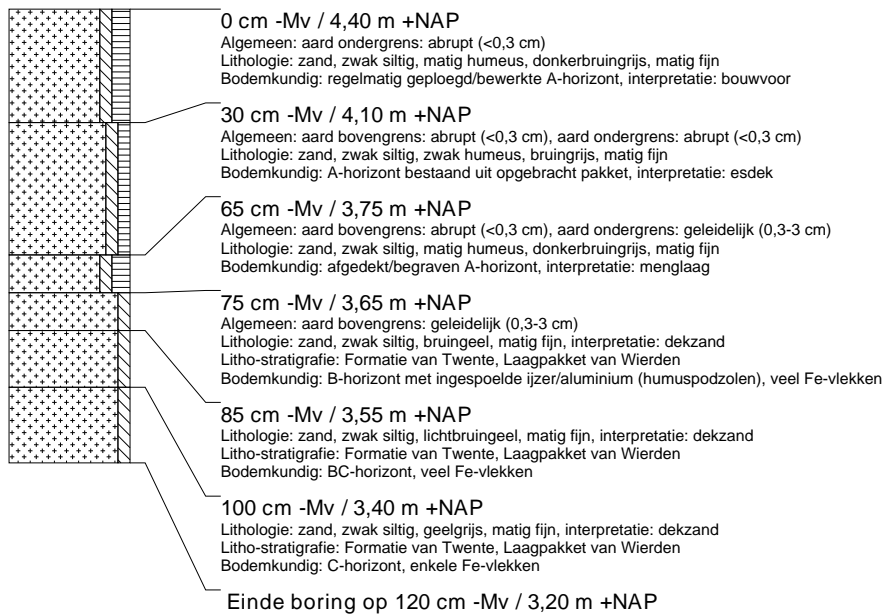 0 cm -Mv / 4,40 m +NAP
Algemeen: aard ondergrens: abrupt (<0,3 cm)
Lithologie: zand, zwak siltig, matig humeus, donkerbruingrijs, matig fijn
Bodemkundig: regelmatig geploegd/bewerkte A-horizont, interpretatie: bouwvoor
30 cm -Mv / 4,10 m +NAP
Algemeen: aard bovengrens: abrupt (<0,3 cm), aard ondergrens: abrupt (<0,3 cm)
Lithologie: zand, zwak siltig, zwak humeus, bruingrijs, matig fijn
Bodemkundig: A-horizont bestaand uit opgebracht pakket, interpretatie: esdek
65 cm -Mv / 3,75 m +NAP
Algemeen: aard bovengrens: abrupt (<0,3 cm), aard ondergrens: geleidelijk (0,3-3 cm)
Lithologie: zand, zwak siltig, matig humeus, donkerbruingrijs, matig fijn
Bodemkundig: afgedekt/begraven A-horizont, interpretatie: menglaag
75 cm -Mv / 3,65 m +NAP
Algemeen: aard bovengrens: geleidelijk (0,3-3 cm)
Lithologie: zand, zwak siltig, bruingeel, matig fijn, interpretatie: dekzand
Litho-stratigrafie: Formatie van Twente, Laagpakket van Wierden
Bodemkundig: B-horizont met ingespoelde ijzer/aluminium (humuspodzolen), veel Fe-vlekken
85 cm -Mv / 3,55 m +NAP
Lithologie: zand, zwak siltig, lichtbruingeel, matig fijn, interpretatie: dekzand
Litho-stratigrafie: Formatie van Twente, Laagpakket van Wierden
Bodemkundig: BC-horizont, veel Fe-vlekken
100 cm -Mv / 3,40 m +NAP
Lithologie: zand, zwak siltig, geelgrijs, matig fijn, interpretatie: dekzand
Litho-stratigrafie: Formatie van Twente, Laagpakket van Wierden
Bodemkundig: C-horizont, enkele Fe-vlekken
Einde boring op 120 cm -Mv / 3,20 m +NAP